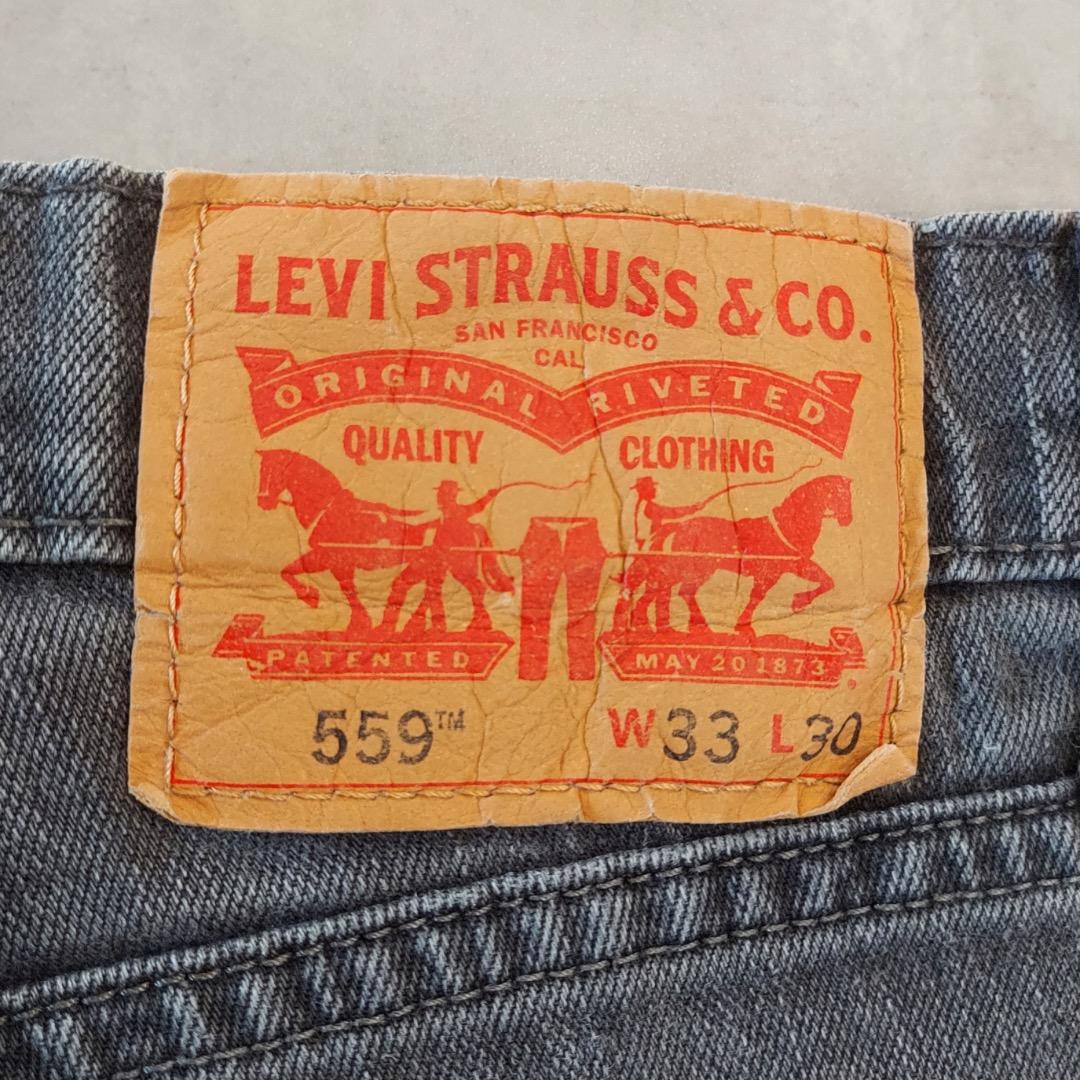 LEVI STRAUSS & CO.
SAN FRANCISCO
CAL
ORIGINAL RIVETED
QUALITY CLOTHING
PATENTED MAY 20 1873
®
559™ W33 L30